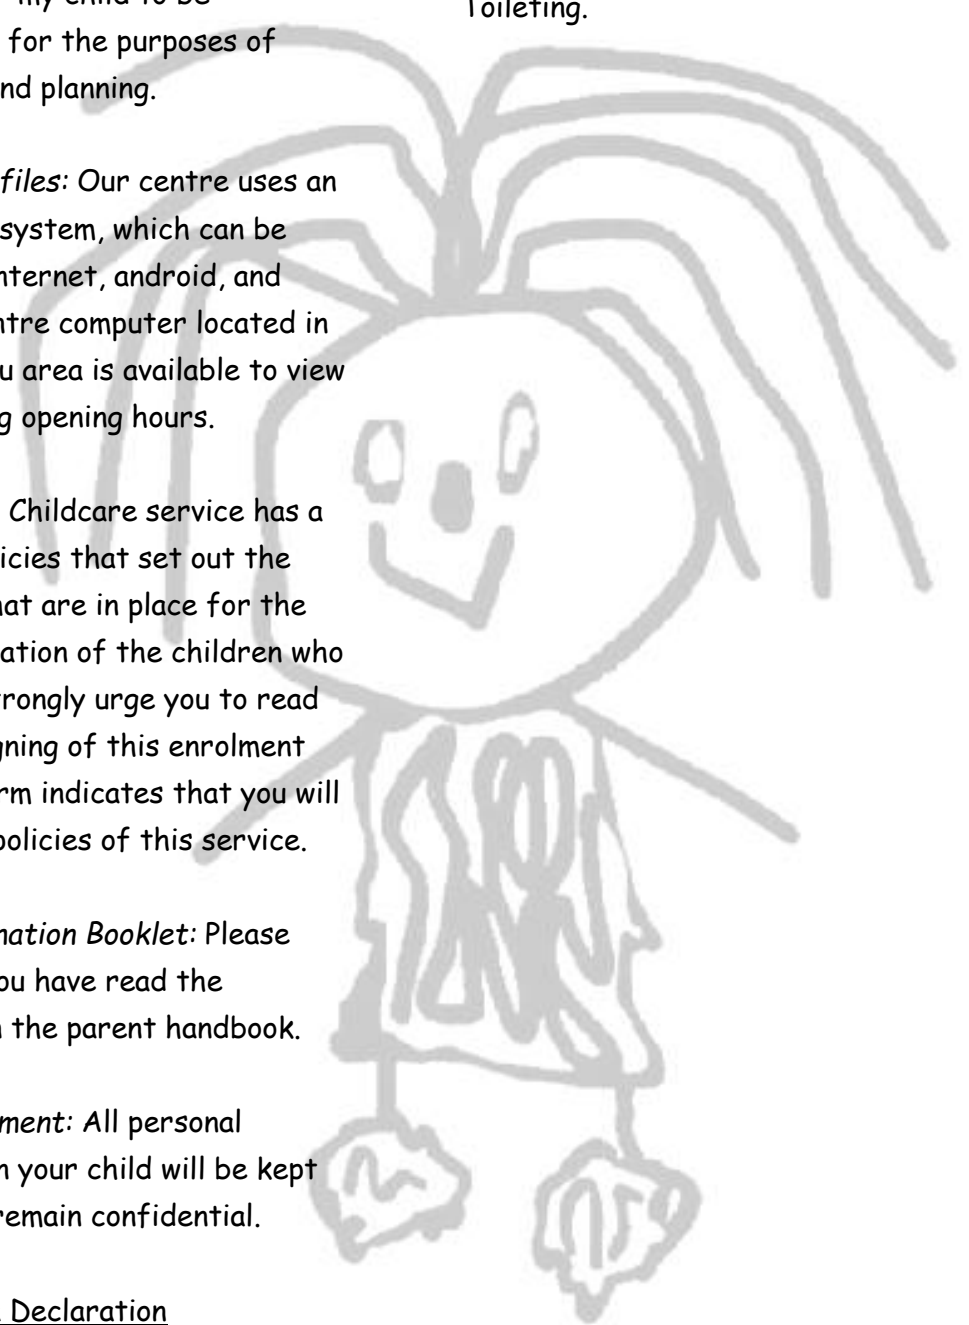 my child to be
for the purposes of
nd planning.
files: Our centre uses an
system, which can be
nternet, android, and
ntre computer located in
u area is available to view
g opening hours.
Childcare service has a
icies that set out the
hat are in place for the
ation of the children who
trongly urge you to read
gning of this enrolment
rm indicates that you will
policies of this service.
mation Booklet: Please
ou have read the
n the parent handbook.
ment: All personal
n your child will be kept
remain confidential.
Declaration
Toileting.